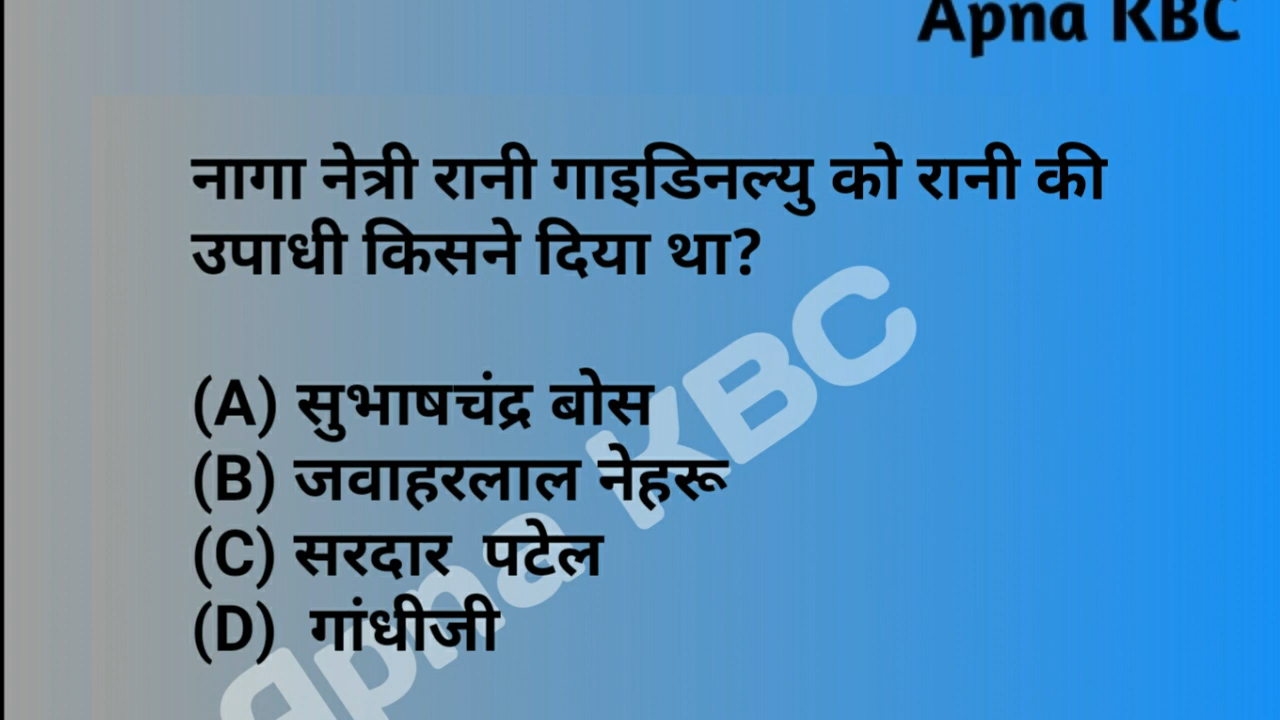 Apna KBC
नागा नेत्री रानी गाइडिनल्यु को रानी की
उपाधी किसने दिया था?
(A) सुभाषचंद्र बोस
(B) जवाहरलाल नेहरू
(C) सरदार पटेल
(D) गांधीजी
Apna KBC